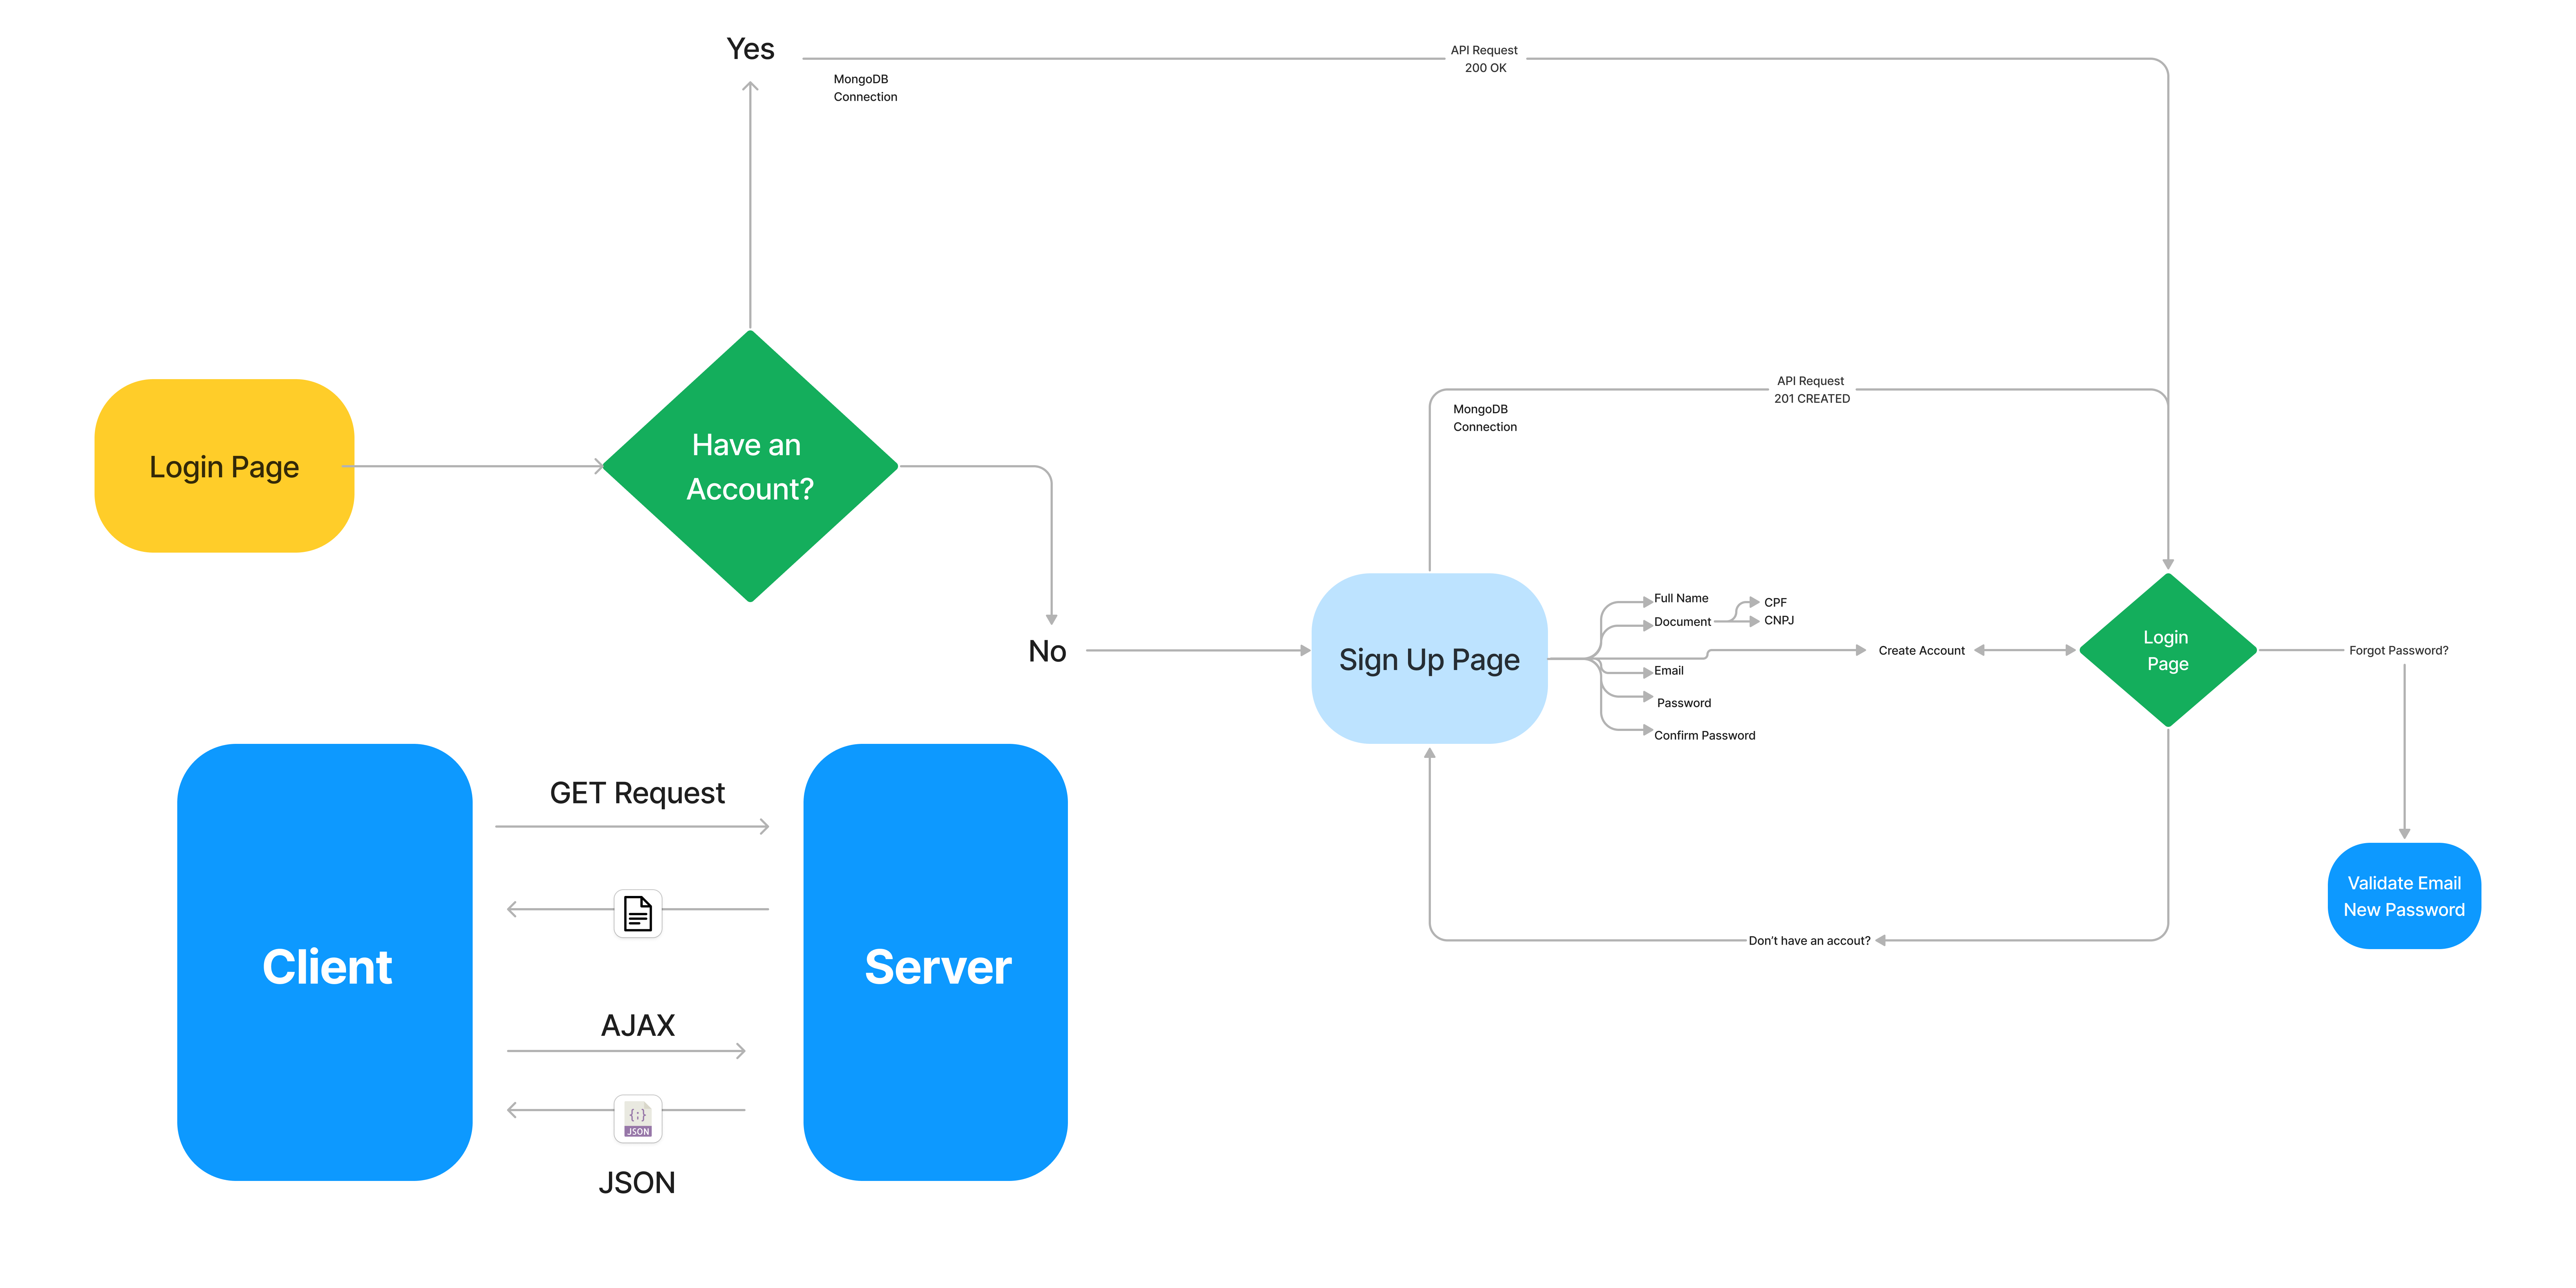 Yes
MongoDB
Connection
API Request
200 OK
Login Page
Have an
Account?
No
API Request
201 CREATED
MongoDB
Connection
Sign Up Page
Full Name
Document
CPF
CNPJ
Email
Password
Confirm Password
Create Account
Login
Page
Forgot Password?
Validate Email
New Password
Don't have an accout?
Client
GET Request
Server
AJAX
{;}
JSON
JSON